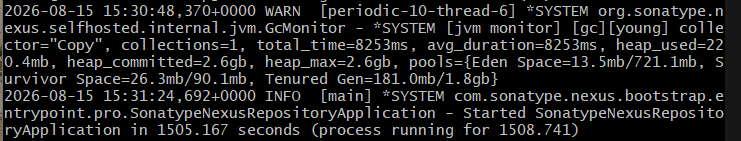 2026-08-15 15:30:48,370+0000 WARN  [periodic-10-thread-6] *SYSTEM org.sonatype.n
exus.selfhosted.internal.jvm.GcMonitor - *SYSTEM [jvm monitor] [gc][young] colle
ctor="Copy", collections=1, total_time=8253ms, avg_duration=8253ms, heap_used=22
0.4mb, heap_committed=2.6gb, heap_max=2.6gb, pools={Eden Space=13.5mb/721.1mb, S
urvivor Space=26.3mb/90.1mb, Tenured Gen=181.0mb/1.8gb}
2026-08-15 15:31:24,692+0000 INFO  [main] *SYSTEM com.sonatype.nexus.bootstrap.e
ntrypoint.pro.SonatypeNexusRepositoryApplication - Started SonatypeNexusReposito
ryApplication in 1505.167 seconds (process running for 1508.741)